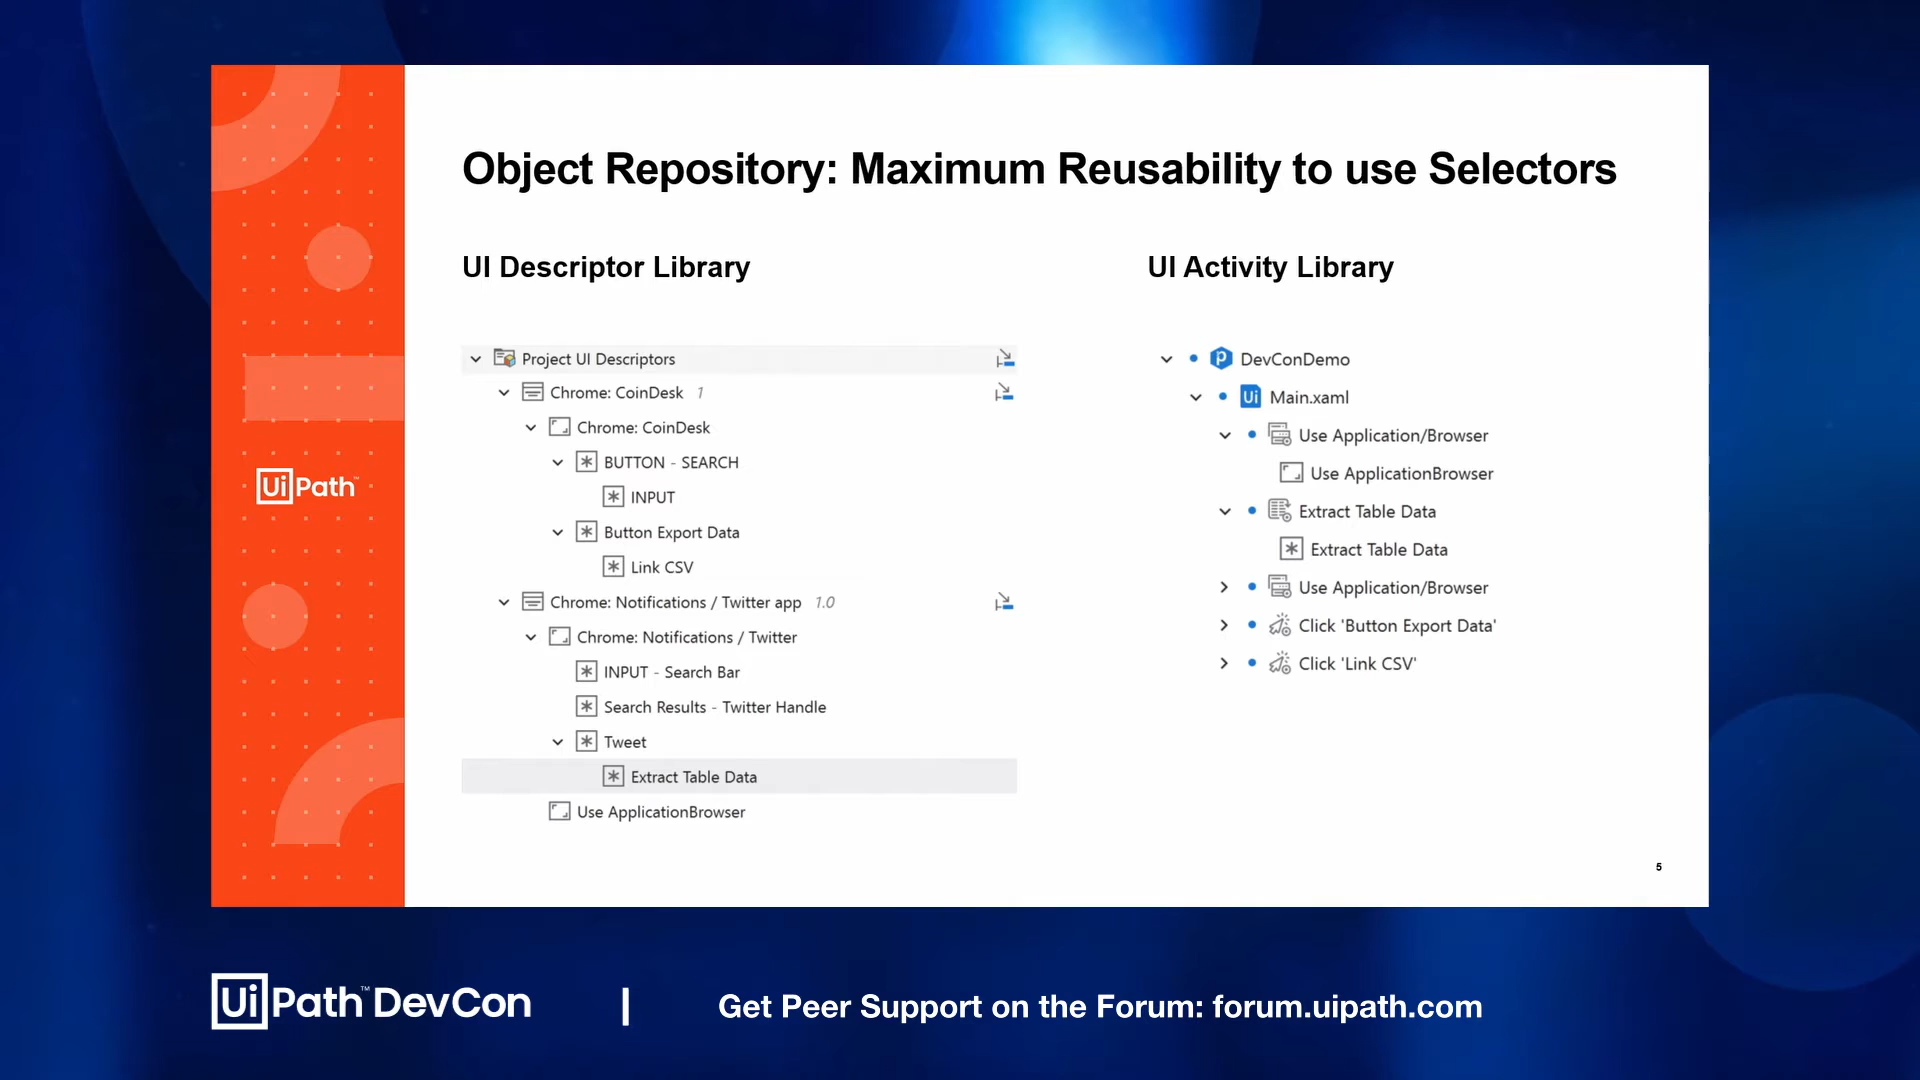 Object Repository: Maximum Reusability to use Selectors
UI Descriptor Library
Project UI Descriptors
Chrome: CoinDesk 1
Chrome: CoinDesk
BUTTON - SEARCH
INPUT
Button Export Data
Link CSV
Chrome: Notifications / Twitter app 1.0
Chrome: Notifications / Twitter
INPUT - Search Bar
Search Results - Twitter Handle
Tweet
Extract Table Data
Use ApplicationBrowser
UI Activity Library
DevConDemo
Ui Main.xaml
Use Application/Browser
Use ApplicationBrowser
Extract Table Data
Extract Table Data
Use Application/Browser
Click 'Button Export Data'
Click 'Link CSV'
UiPath™
5
UiPath™ DevCon | Get Peer Support on the Forum: forum.uipath.com